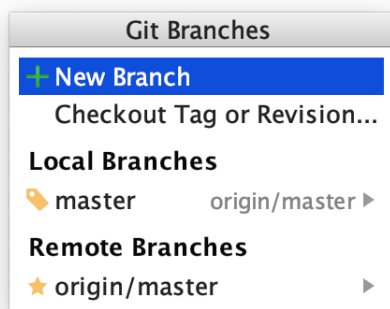 Git Branches
New Branch
Checkout Tag or Revision...
Local Branches
master origin/master
Remote Branches
origin/master